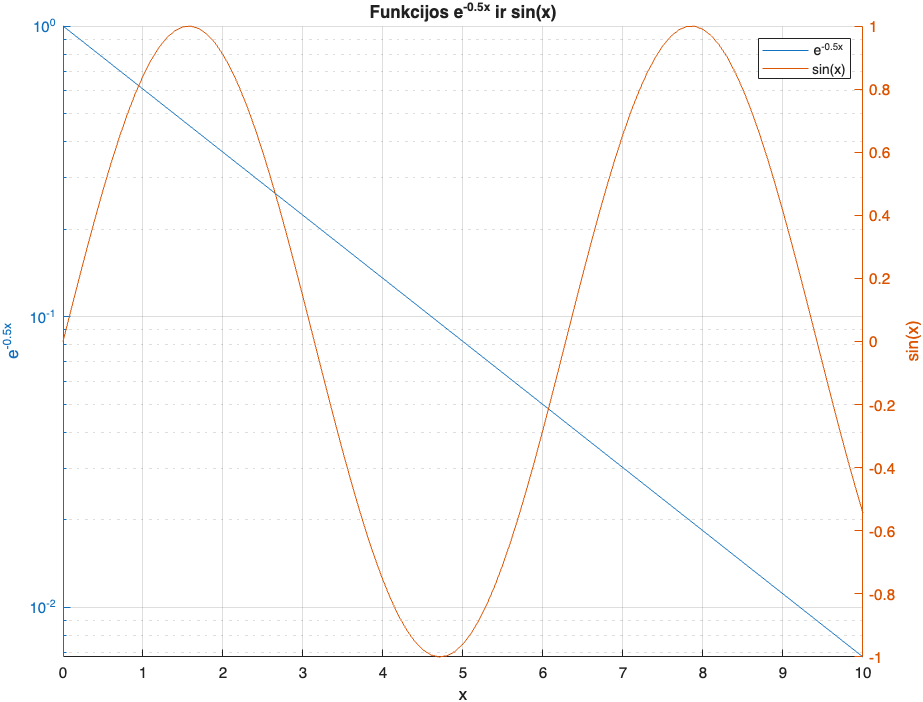 Funkcijos e^-0.5x ir sin(x)
e^-0.5x
sin(x)
10^0
10^-1
10^-2
e^-0.5x
1
0.8
0.6
0.4
0.2
0
-0.2
-0.4
-0.6
-0.8
-1
sin(x)
0 1 2 3 4 5 6 7 8 9 10
x